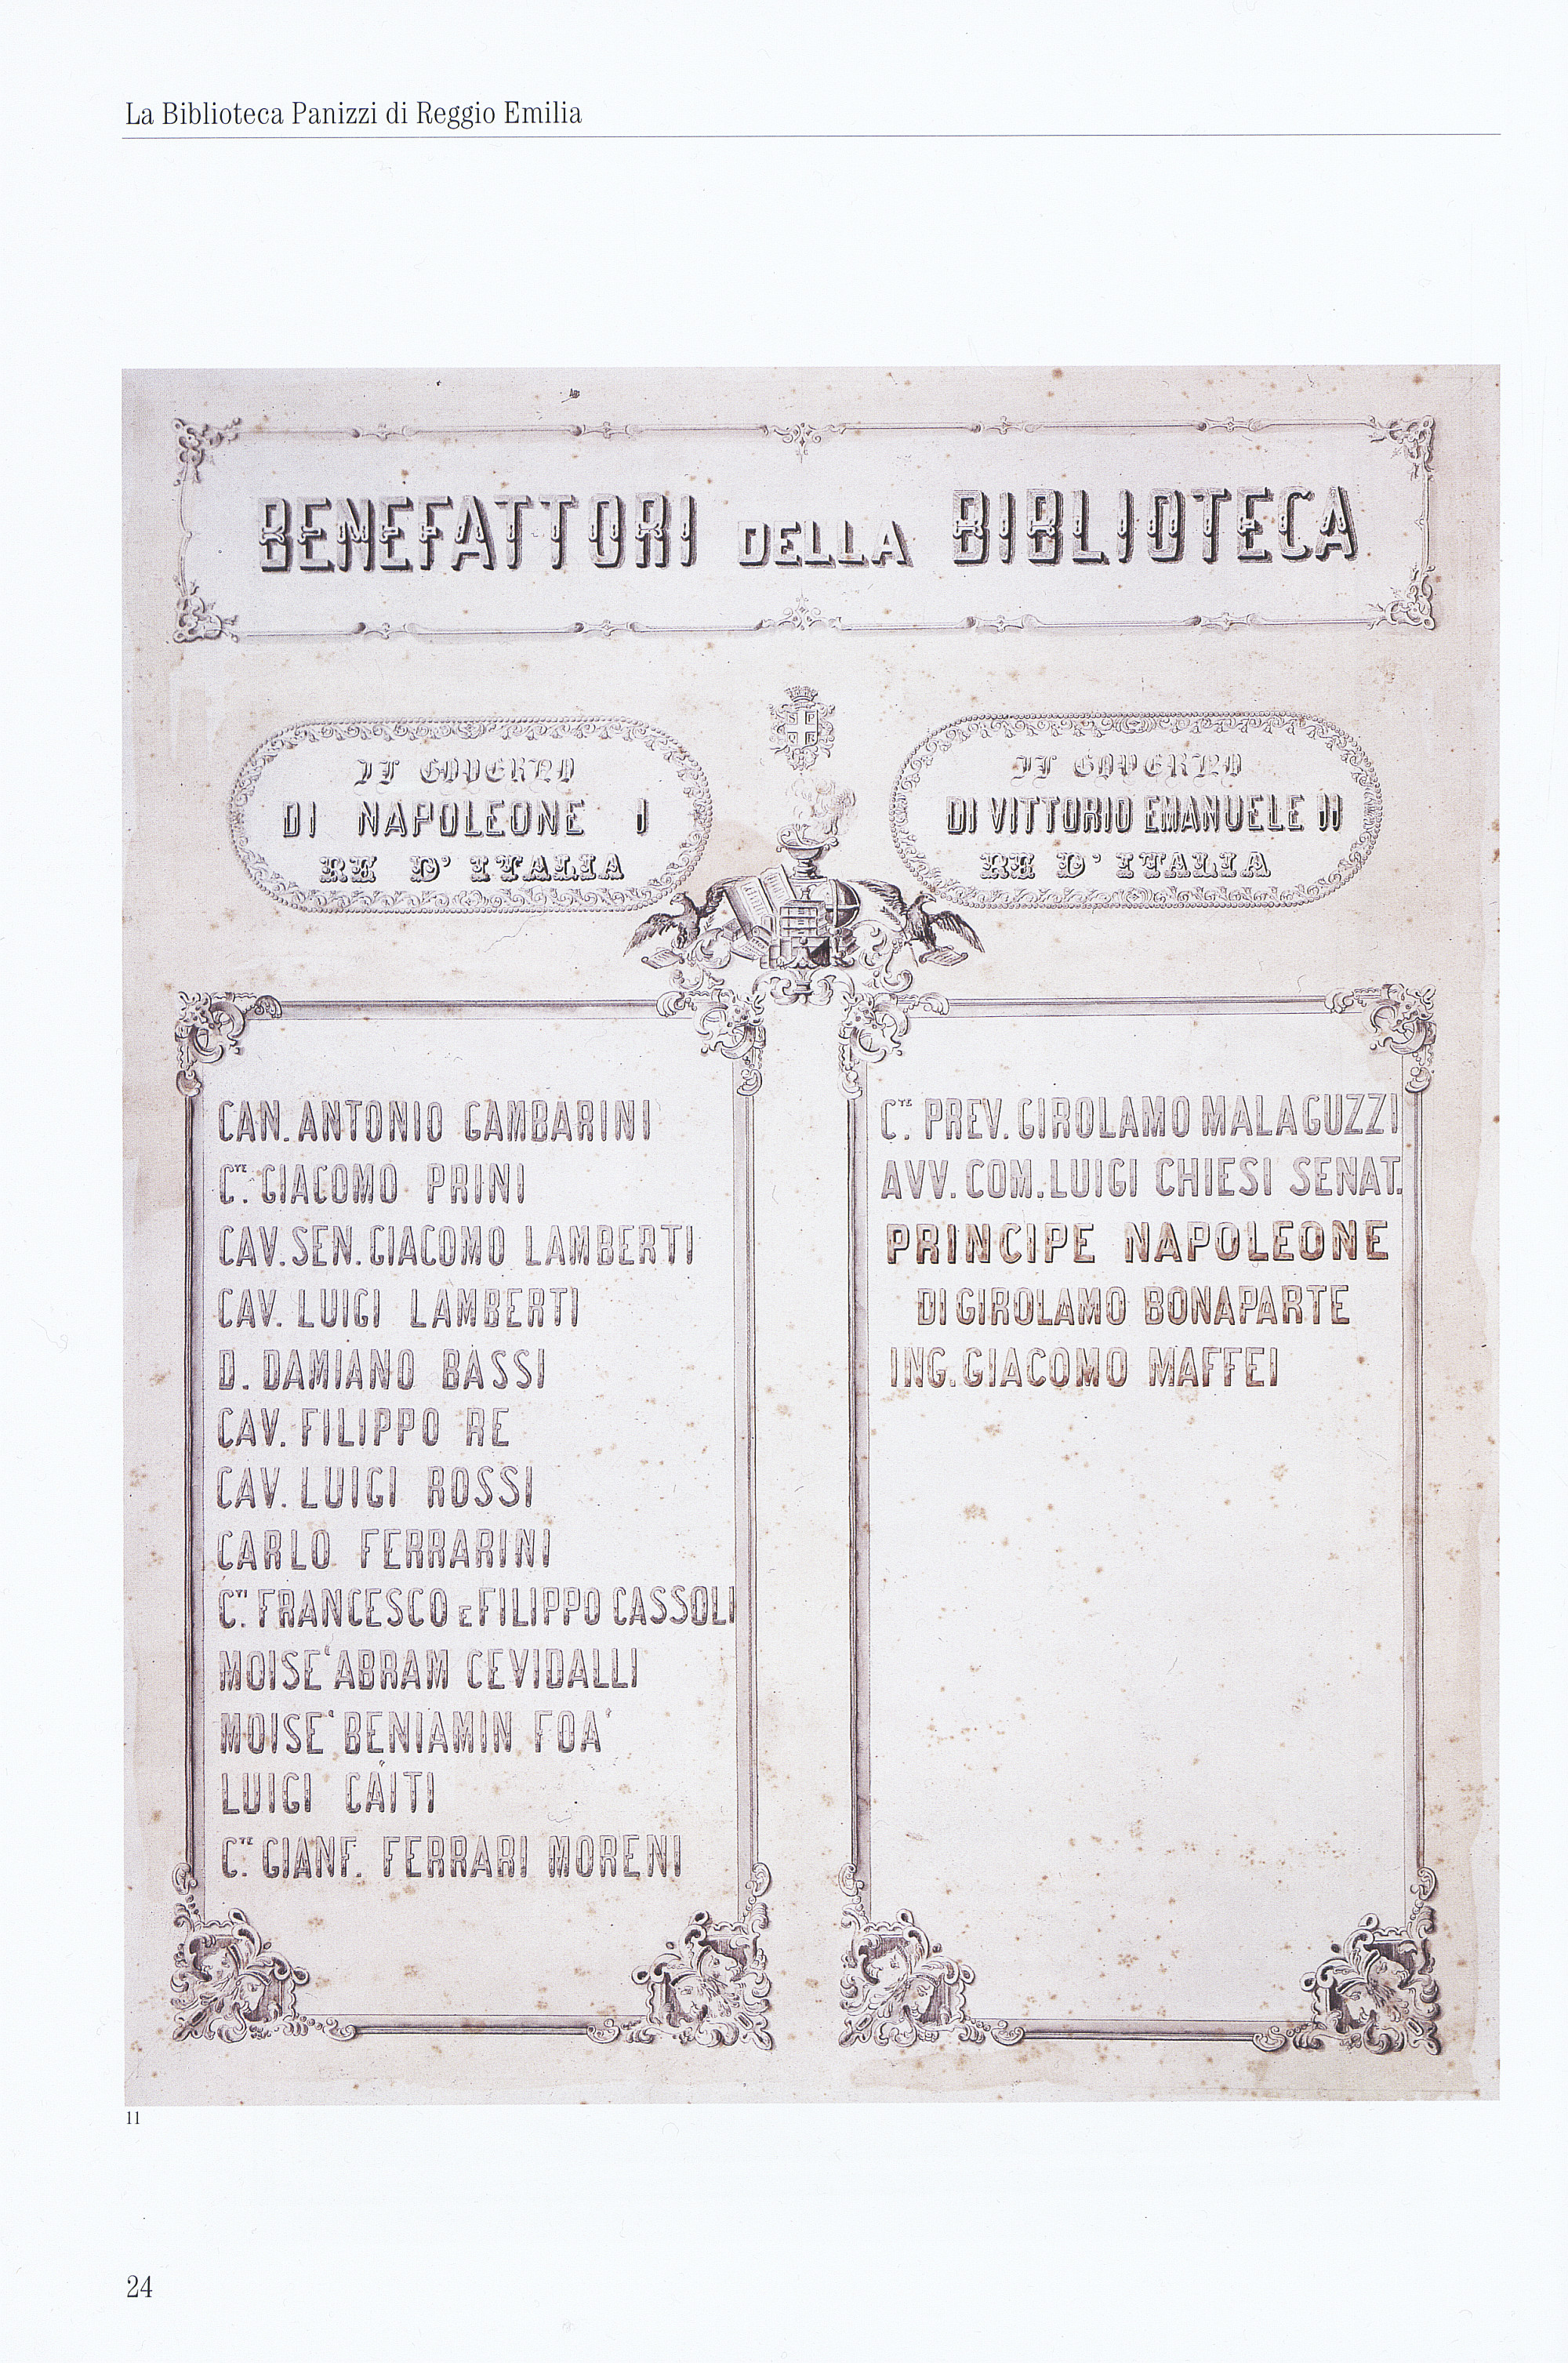 La Biblioteca Panizzi di Reggio Emilia
BENEFATTORI DELLA BIBLIOTECA
IL GOVERNO
DI NAPOLEONE I
RE D' ITALIA
S P
Q R
IL GOVERNO
DI VITTORIO EMANUELE II
RE D' ITALIA
CAN. ANTONIO GAMBARINI
C.TE GIACOMO PRINI
CAV. SEN. GIACOMO LAMBERTI
CAV. LUIGI LAMBERTI
D. DAMIANO BASSI
CAV. FILIPPO RE
CAV. LUIGI ROSSI
CARLO FERRARINI
C.TI FRANCESCO E FILIPPO CASSOLI
MOISE' ABRAM CEVIDALLI
MOISE' BENIAMIN FOA'
LUIGI CAITI
C.TE GIANF. FERRARI MORENI
C.TE PREV. GIROLAMO MALAGUZZI
AVV. COM. LUIGI CHIESI SENAT.
PRINCIPE NAPOLEONE
DI GIROLAMO BONAPARTE
ING. GIACOMO MAFFEI
11
24